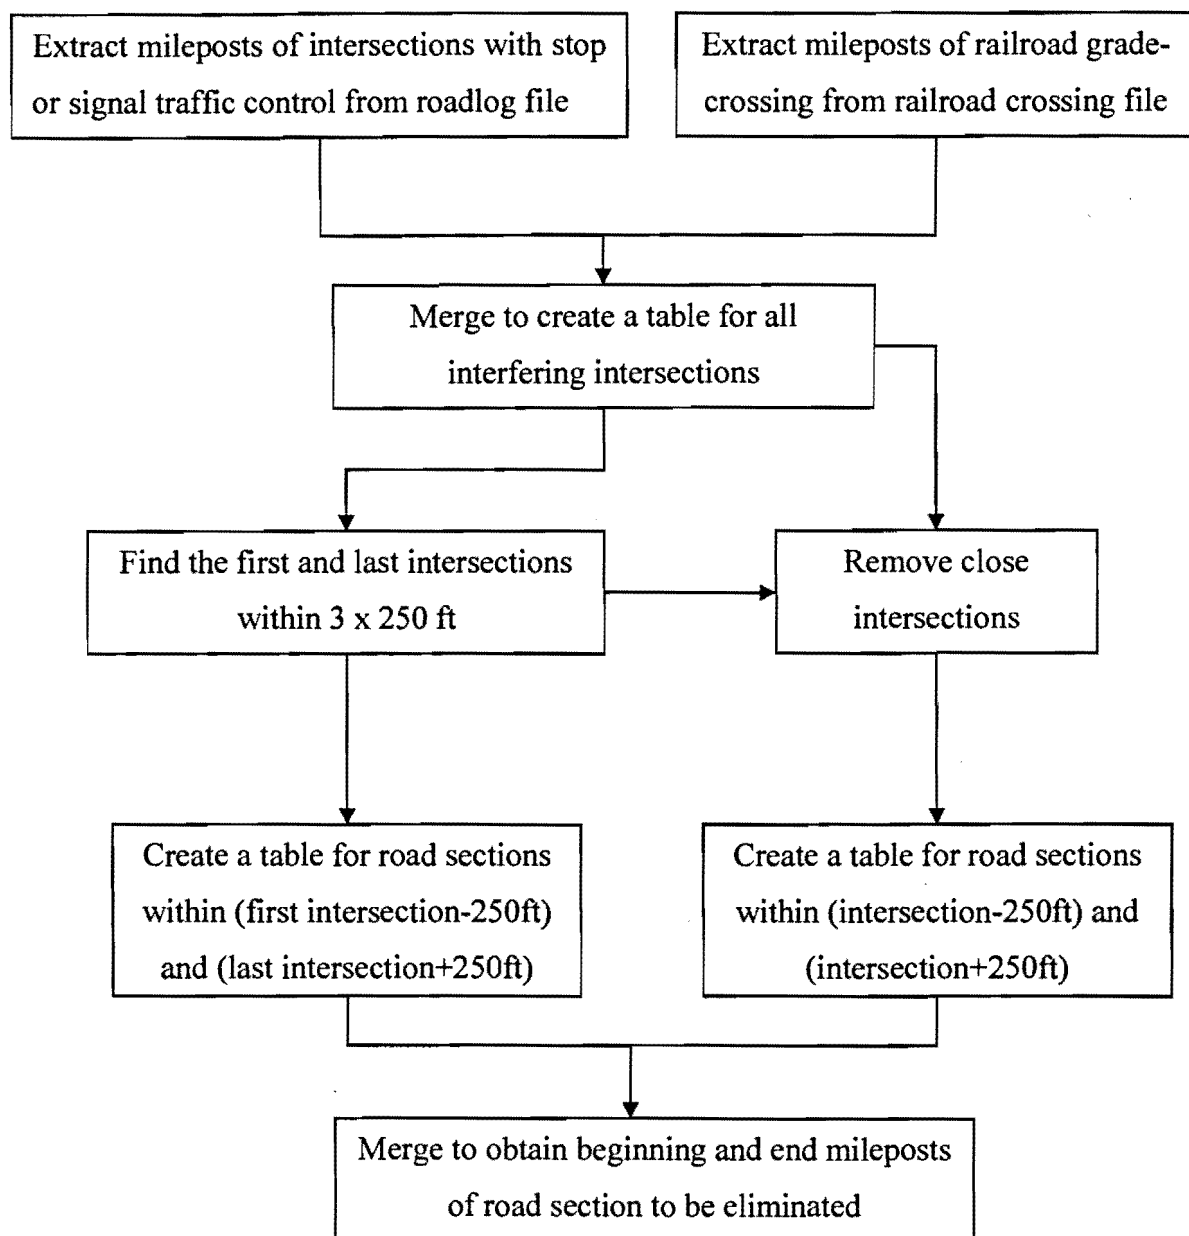 Extract mileposts of intersections with stop
or signal traffic control from roadlog file
Extract mileposts of railroad grade-
crossing from railroad crossing file
Merge to create a table for all
interfering intersections
Find the first and last intersections
within 3 x 250 ft
Remove close
intersections
Create a table for road sections
within (first intersection-250ft)
and (last intersection+250ft)
Create a table for road sections
within (intersection-250ft) and
(intersection+250ft)
Merge to obtain beginning and end mileposts
of road section to be eliminated